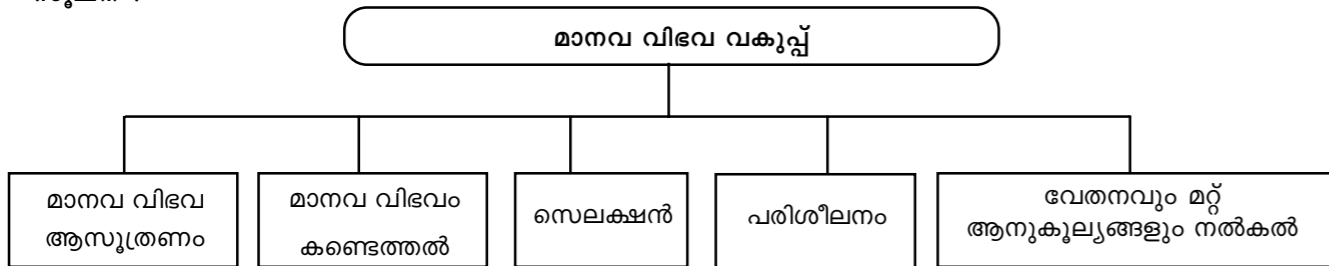 മാനവ വിഭവ വകുപ്പ്
മാനവ വിഭവ
ആസൂത്രണം
മാനവ വിഭവം
കണ്ടെത്തൽ
സെലക്ഷൻ
പരിശീലനം
വേതനവും മറ്റ്
ആനുകൂല്യങ്ങളും നൽകൽ